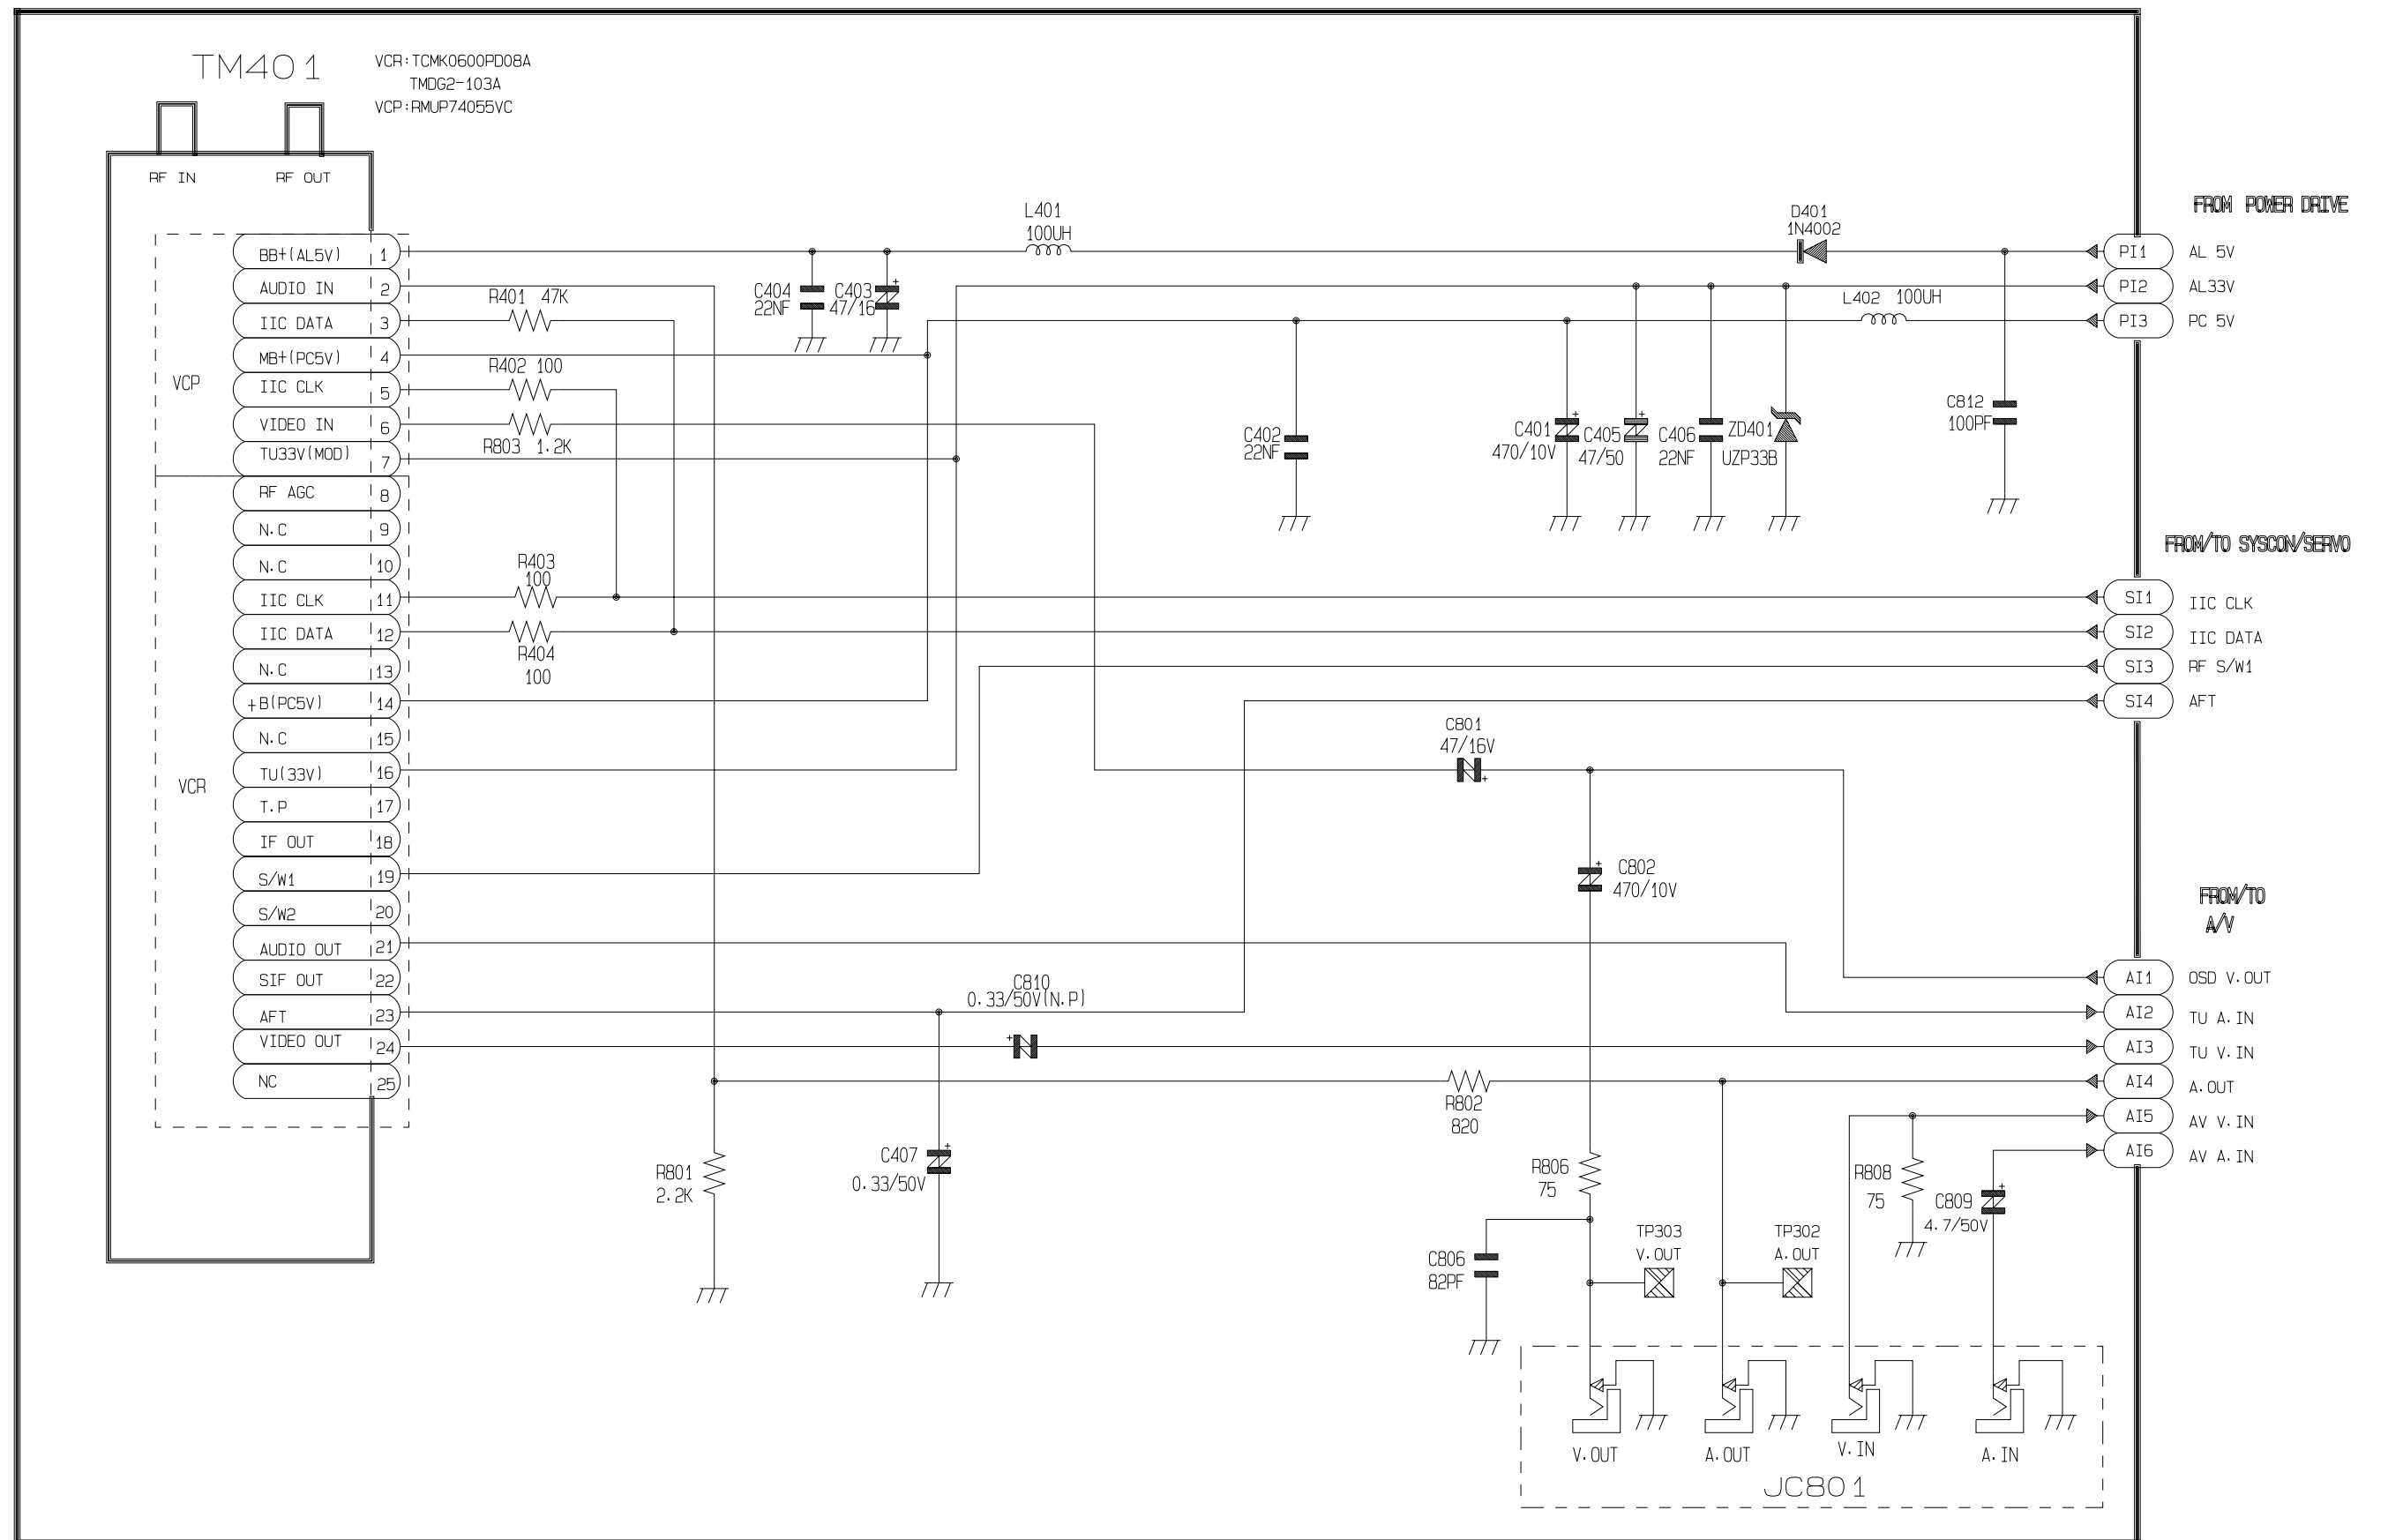 TM401
VCR:TCMK0600PD08A
TMDG2-103A
VCP:RMUP74055VC
RF IN
RF OUT
VCP
VCR
BB+(AL5V) 1
AUDIO IN 2
IIC DATA 3
MB+(PC5V) 4
IIC CLK 5
VIDEO IN 6
TU33V(MOD) 7
RF AGC 8
N.C 9
N.C 10
IIC CLK 11
IIC DATA 12
N.C 13
+B(PC5V) 14
N.C 15
TU(33V) 16
T.P 17
IF OUT 18
S/W1 19
S/W2 20
AUDIO OUT 21
SIF OUT 22
AFT 23
VIDEO OUT 24
NC 25
R401 47K
R402 100
R803 1.2K
R403
100
R404
100
C404
22NF
C403
47/16
+
L401
100UH
D401
1N4002
L402 100UH
C402
22NF
C401
470/10V
+
C405
47/50
+
C406
22NF
ZD401
UZP33B
C812
100PF
C801
47/16V
+
C802
470/10V
+
C810
0.33/50V(N.P)
+
R802
820
R801
2.2K
C407
0.33/50V
+
R806
75
C806
82PF
TP303
V.OUT
TP302
A.OUT
R808
75
C809
4.7/50V
+
V.OUT
A.OUT
V.IN
A.IN
JC801
FROM POWER DRIVE
PI1 AL 5V
PI2 AL33V
PI3 PC 5V
FROM/TO SYSCON/SERVO
SI1 IIC CLK
SI2 IIC DATA
SI3 RF S/W1
SI4 AFT
FROM/TO
A/V
AI1 OSD V.OUT
AI2 TU A.IN
AI3 TU V.IN
AI4 A.OUT
AI5 AV V.IN
AI6 AV A.IN